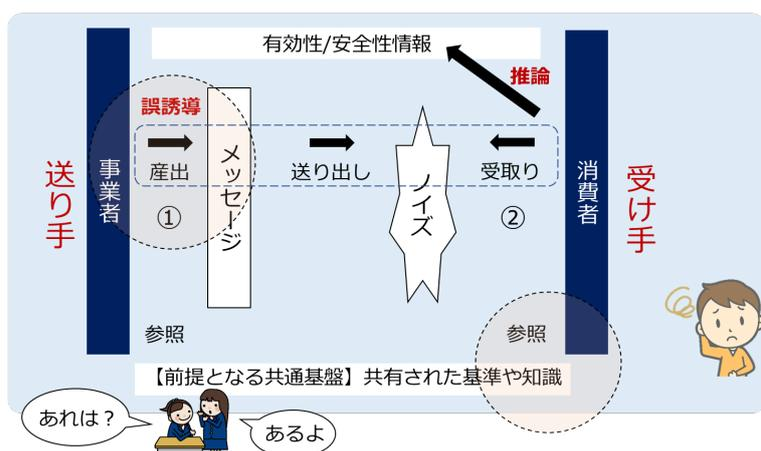 有効性/安全性情報
推論
誤誘導
産出
①
メッセージ
送り出し
ノイズ
受取り
②
送り手
事業者
消費者
受け手
参照
参照
【前提となる共通基盤】共有された基準や知識
あれは？
あるよ